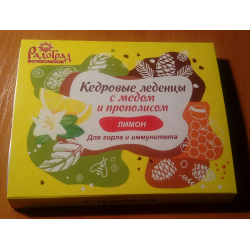 Радоград
Кедровые леденцы
с медом
и прополисом
ЛИМОН
Для горла и иммунитета